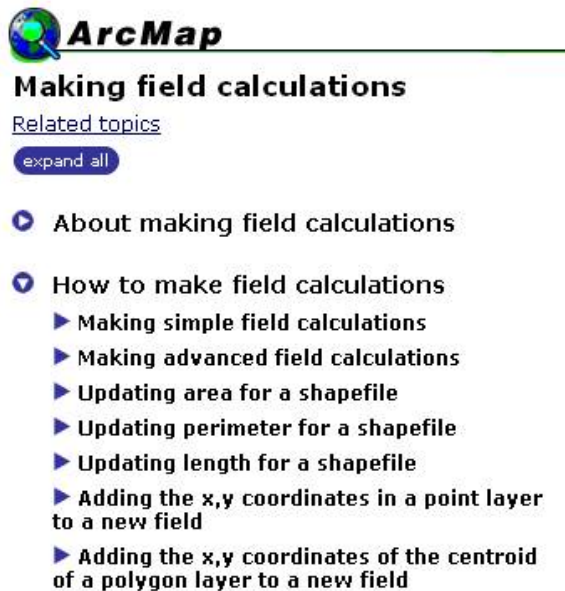 ArcMap
Making field calculations
Related topics
expand all
About making field calculations
How to make field calculations
Making simple field calculations
Making advanced field calculations
Updating area for a shapefile
Updating perimeter for a shapefile
Updating length for a shapefile
Adding the x,y coordinates in a point layer
to a new field
Adding the x,y coordinates of the centroid
of a polygon layer to a new field